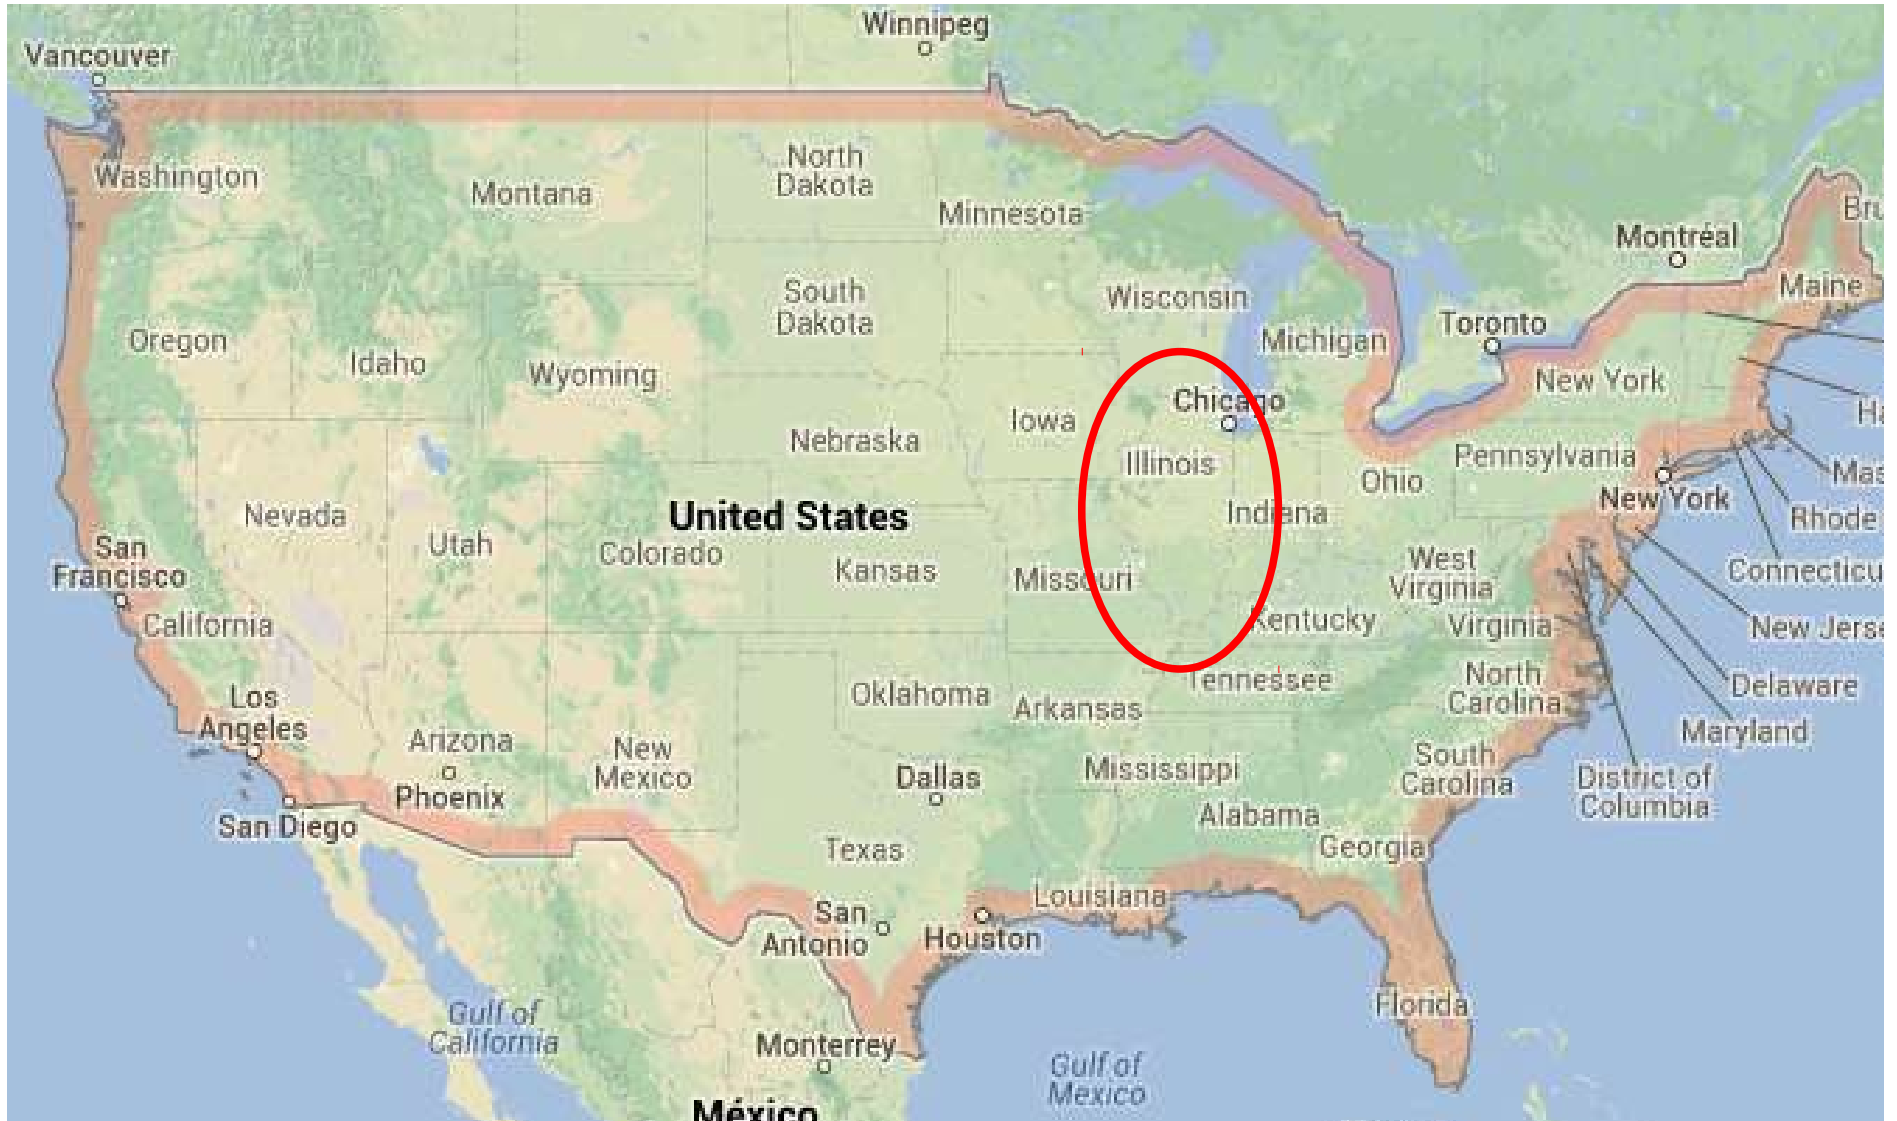 Winnipeg
Vancouver
Washington
Montana
North
Dakota
Minnesota
Bru
Montréal
Maine
Wisconsin
South
Dakota
Oregon
Idaho
Wyoming
Michigan
Toronto
New York
Chicago
Iowa
Ha
Nebraska
Illinois
Pennsylvania
Ohio
Mas
New York
Nevada
United States
Indiana
Rhode
Utah
Colorado
Kansas
Missouri
West
Virginia
Connecticu
San
Francisco
California
Kentucky
Virginia
New Jerse
Los
Angeles
Oklahoma
Arkansas
Tennessee
North
Carolina
Delaware
Maryland
Arizona
Phoenix
New
Mexico
Dallas
Mississippi
South
Carolina
District of
Columbia
San Diego
Texas
Alabama
Georgia
San
Antonio
Houston
Louisiana
Florida
Gulf of
California
Monterrey
Gulf of
Mexico
México